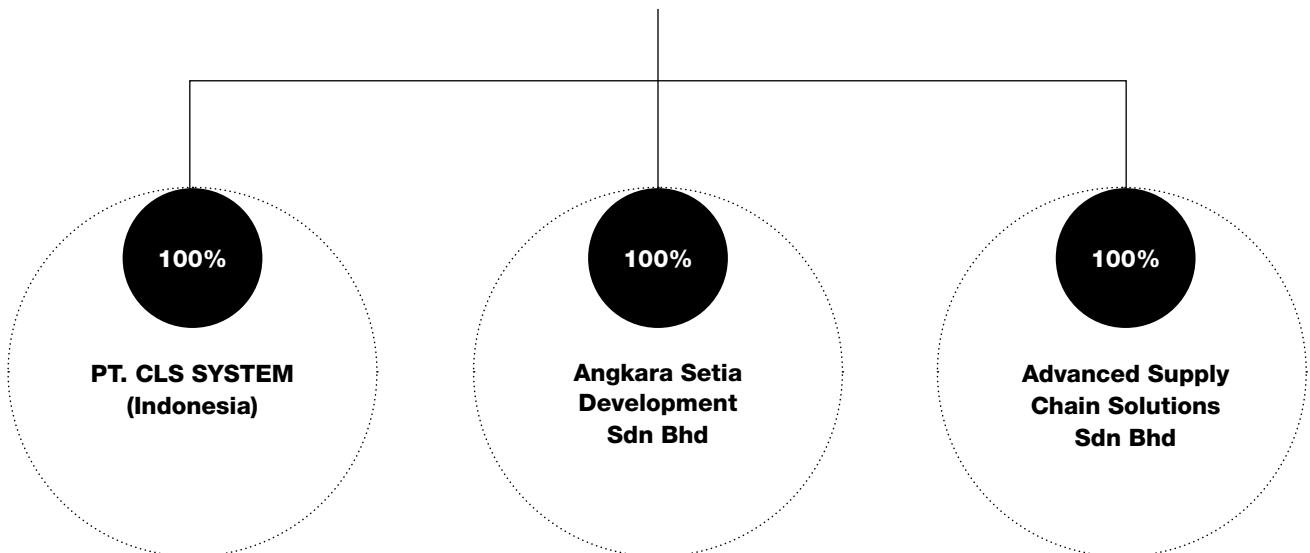 100%
PT. CLS SYSTEM
(Indonesia)
100%
Angkara Setia
Development
Sdn Bhd
100%
Advanced Supply
Chain Solutions
Sdn Bhd